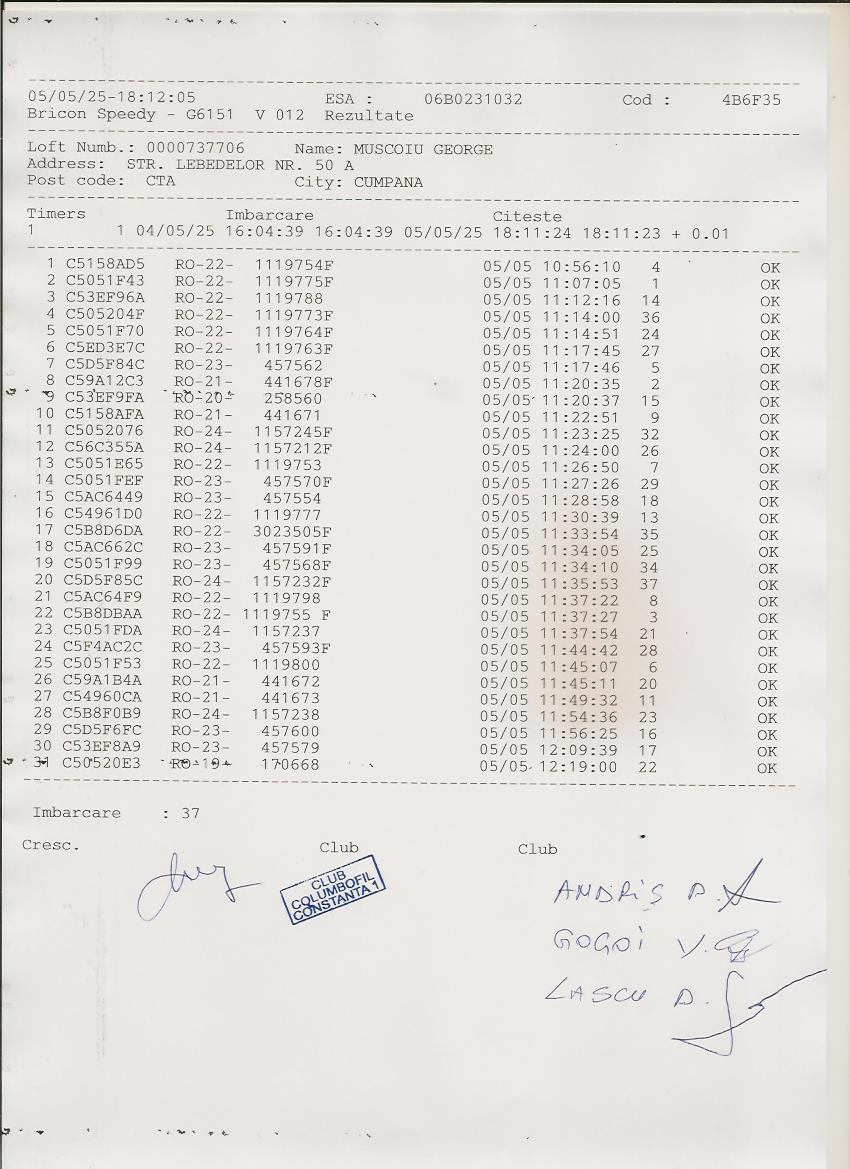 05/05/25-18:12:05 ESA : 06B0231032 Cod : 4B6F35
Bricon Speedy - G6151 V 012 Rezultate
Loft Numb.: 0000737706 Name: MUSCOIU GEORGE
Address: STR. LEBEDELOR NR. 50 A
Post code: CTA City: CUMPANA
Timers Imbarcare Citeste
1 1 04/05/25 16:04:39 16:04:39 05/05/25 18:11:24 18:11:23 + 0.01
1 C5158AD5 RO-22- 1119754F 05/05 10:56:10 4 OK
2 C5051F43 RO-22- 1119775F 05/05 11:07:05 1 OK
3 C53EF96A RO-22- 1119788 05/05 11:12:16 14 OK
4 C505204F RO-22- 1119773F 05/05 11:14:00 36 OK
5 C5051F70 RO-22- 1119764F 05/05 11:14:51 24 OK
6 C5ED3E7C RO-22- 1119763F 05/05 11:17:45 27 OK
7 C5D5F84C RO-23- 457562 05/05 11:17:46 5 OK
8 C59A12C3 RO-21- 441678F 05/05 11:20:35 2 OK
9 C53EF9FA RO-20- 258560 05/05 11:20:37 15 OK
10 C5158AFA RO-21- 441671 05/05 11:22:51 9 OK
11 C5052076 RO-24- 1157245F 05/05 11:23:25 32 OK
12 C56C355A RO-24- 1157212F 05/05 11:24:00 26 OK
13 C5051E65 RO-22- 1119753 05/05 11:26:50 7 OK
14 C5051FEF RO-23- 457570F 05/05 11:27:26 29 OK
15 C5AC6449 RO-23- 457554 05/05 11:28:58 18 OK
16 C54961D0 RO-22- 1119777 05/05 11:30:39 13 OK
17 C5B8D6DA RO-22- 3023505F 05/05 11:33:54 35 OK
18 C5AC662C RO-23- 457591F 05/05 11:34:05 25 OK
19 C5051F99 RO-23- 457568F 05/05 11:34:10 34 OK
20 C5D5F85C RO-24- 1157232F 05/05 11:35:53 37 OK
21 C5AC64F9 RO-22- 1119798 05/05 11:37:22 8 OK
22 C5B8DBAA RO-22- 1119755 F 05/05 11:37:27 3 OK
23 C5051FDA RO-24- 1157237 05/05 11:37:54 21 OK
24 C5F4AC2C RO-23- 457593F 05/05 11:44:42 28 OK
25 C5051F53 RO-22- 1119800 05/05 11:45:07 6 OK
26 C59A1B4A RO-21- 441672 05/05 11:45:11 20 OK
27 C54960CA RO-21- 441673 05/05 11:49:32 11 OK
28 C5B8F0B9 RO-24- 1157238 05/05 11:54:36 23 OK
29 C5D5F6FC RO-23- 457600 05/05 11:56:25 16 OK
30 C53EF8A9 RO-23- 457579 05/05 12:09:39 17 OK
31 C50520E3 RO-19- 170668 05/05 12:19:00 22 OK
Imbarcare : 37
Cresc. Club Club
CLUB
COLUMBOFIL
CONSTANTA 1
ANDRIȘ A.
GOGOI V.
LASCU D.